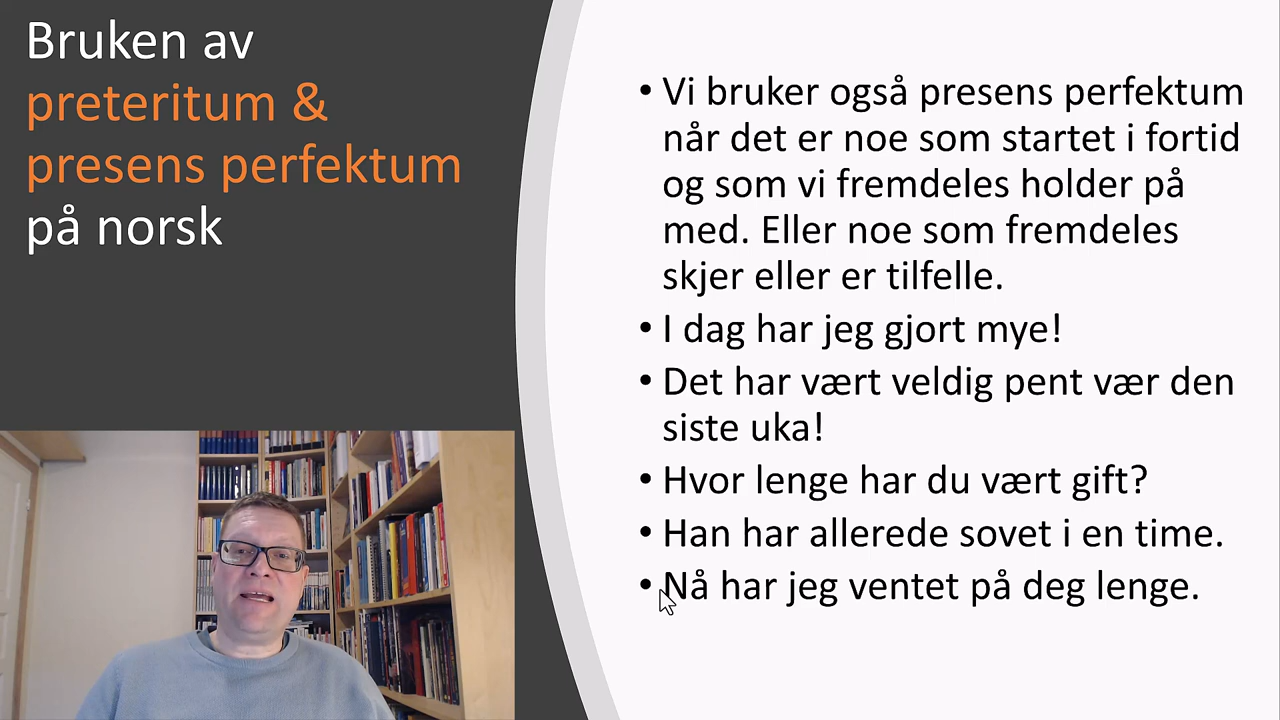 Bruken av
preteritum &
presens perfektum
på norsk
• Vi bruker også presens perfektum
når det er noe som startet i fortid
og som vi fremdeles holder på
med. Eller noe som fremdeles
skjer eller er tilfelle.
• I dag har jeg gjort mye!
• Det har vært veldig pent vær den
siste uka!
• Hvor lenge har du vært gift?
• Han har allerede sovet i en time.
• Nå har jeg ventet på deg lenge.